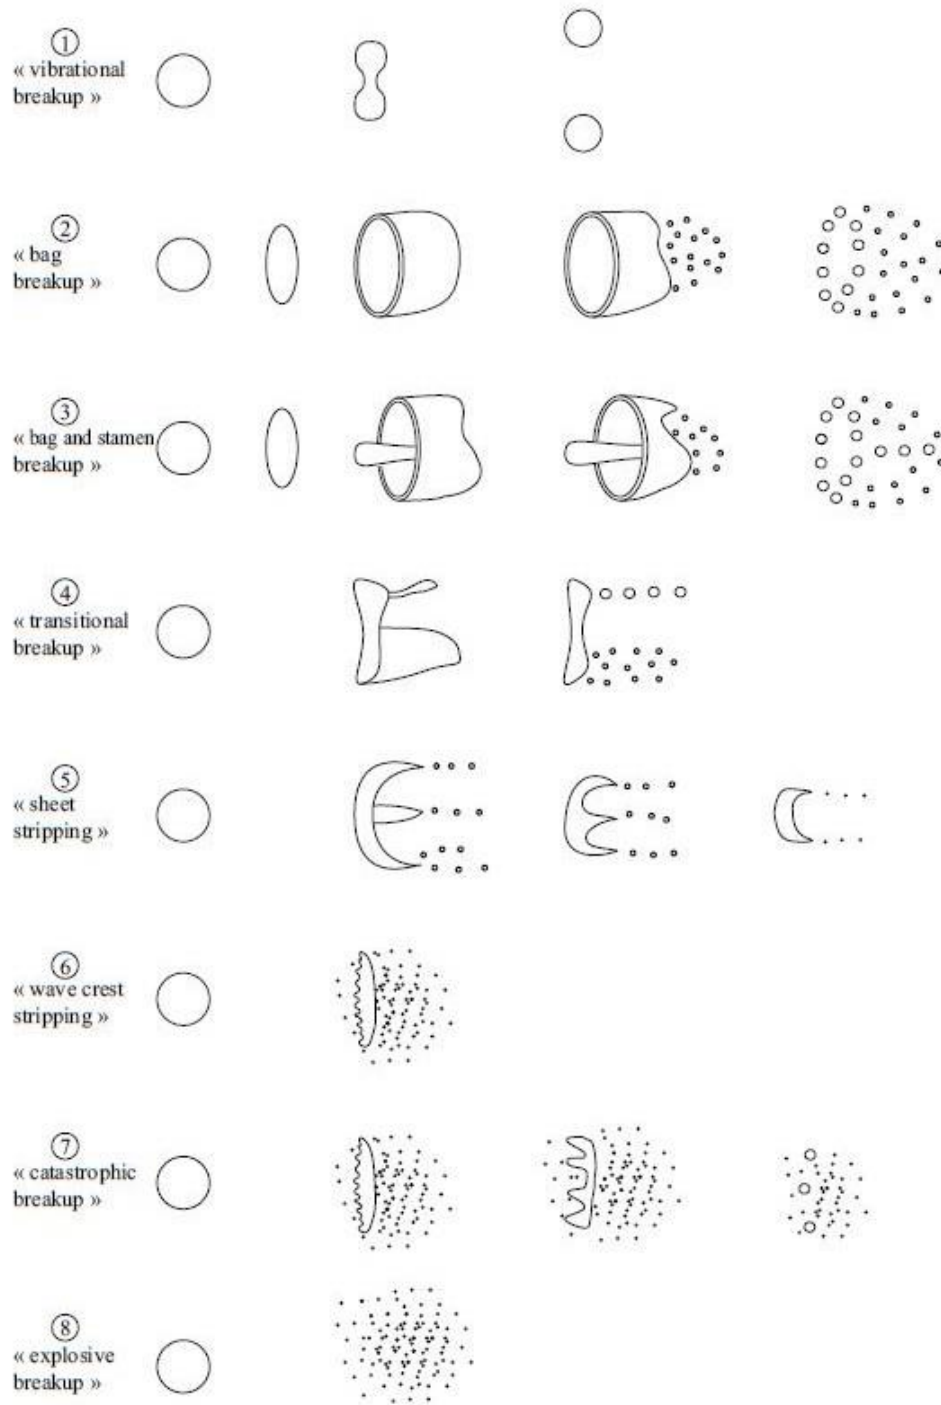 ①
« vibrational
breakup »
②
« bag
breakup »
③
« bag and stamen
breakup »
④
« transitional
breakup »
⑤
« sheet
stripping »
⑥
« wave crest
stripping »
⑦
« catastrophic
breakup »
⑧
« explosive
breakup »